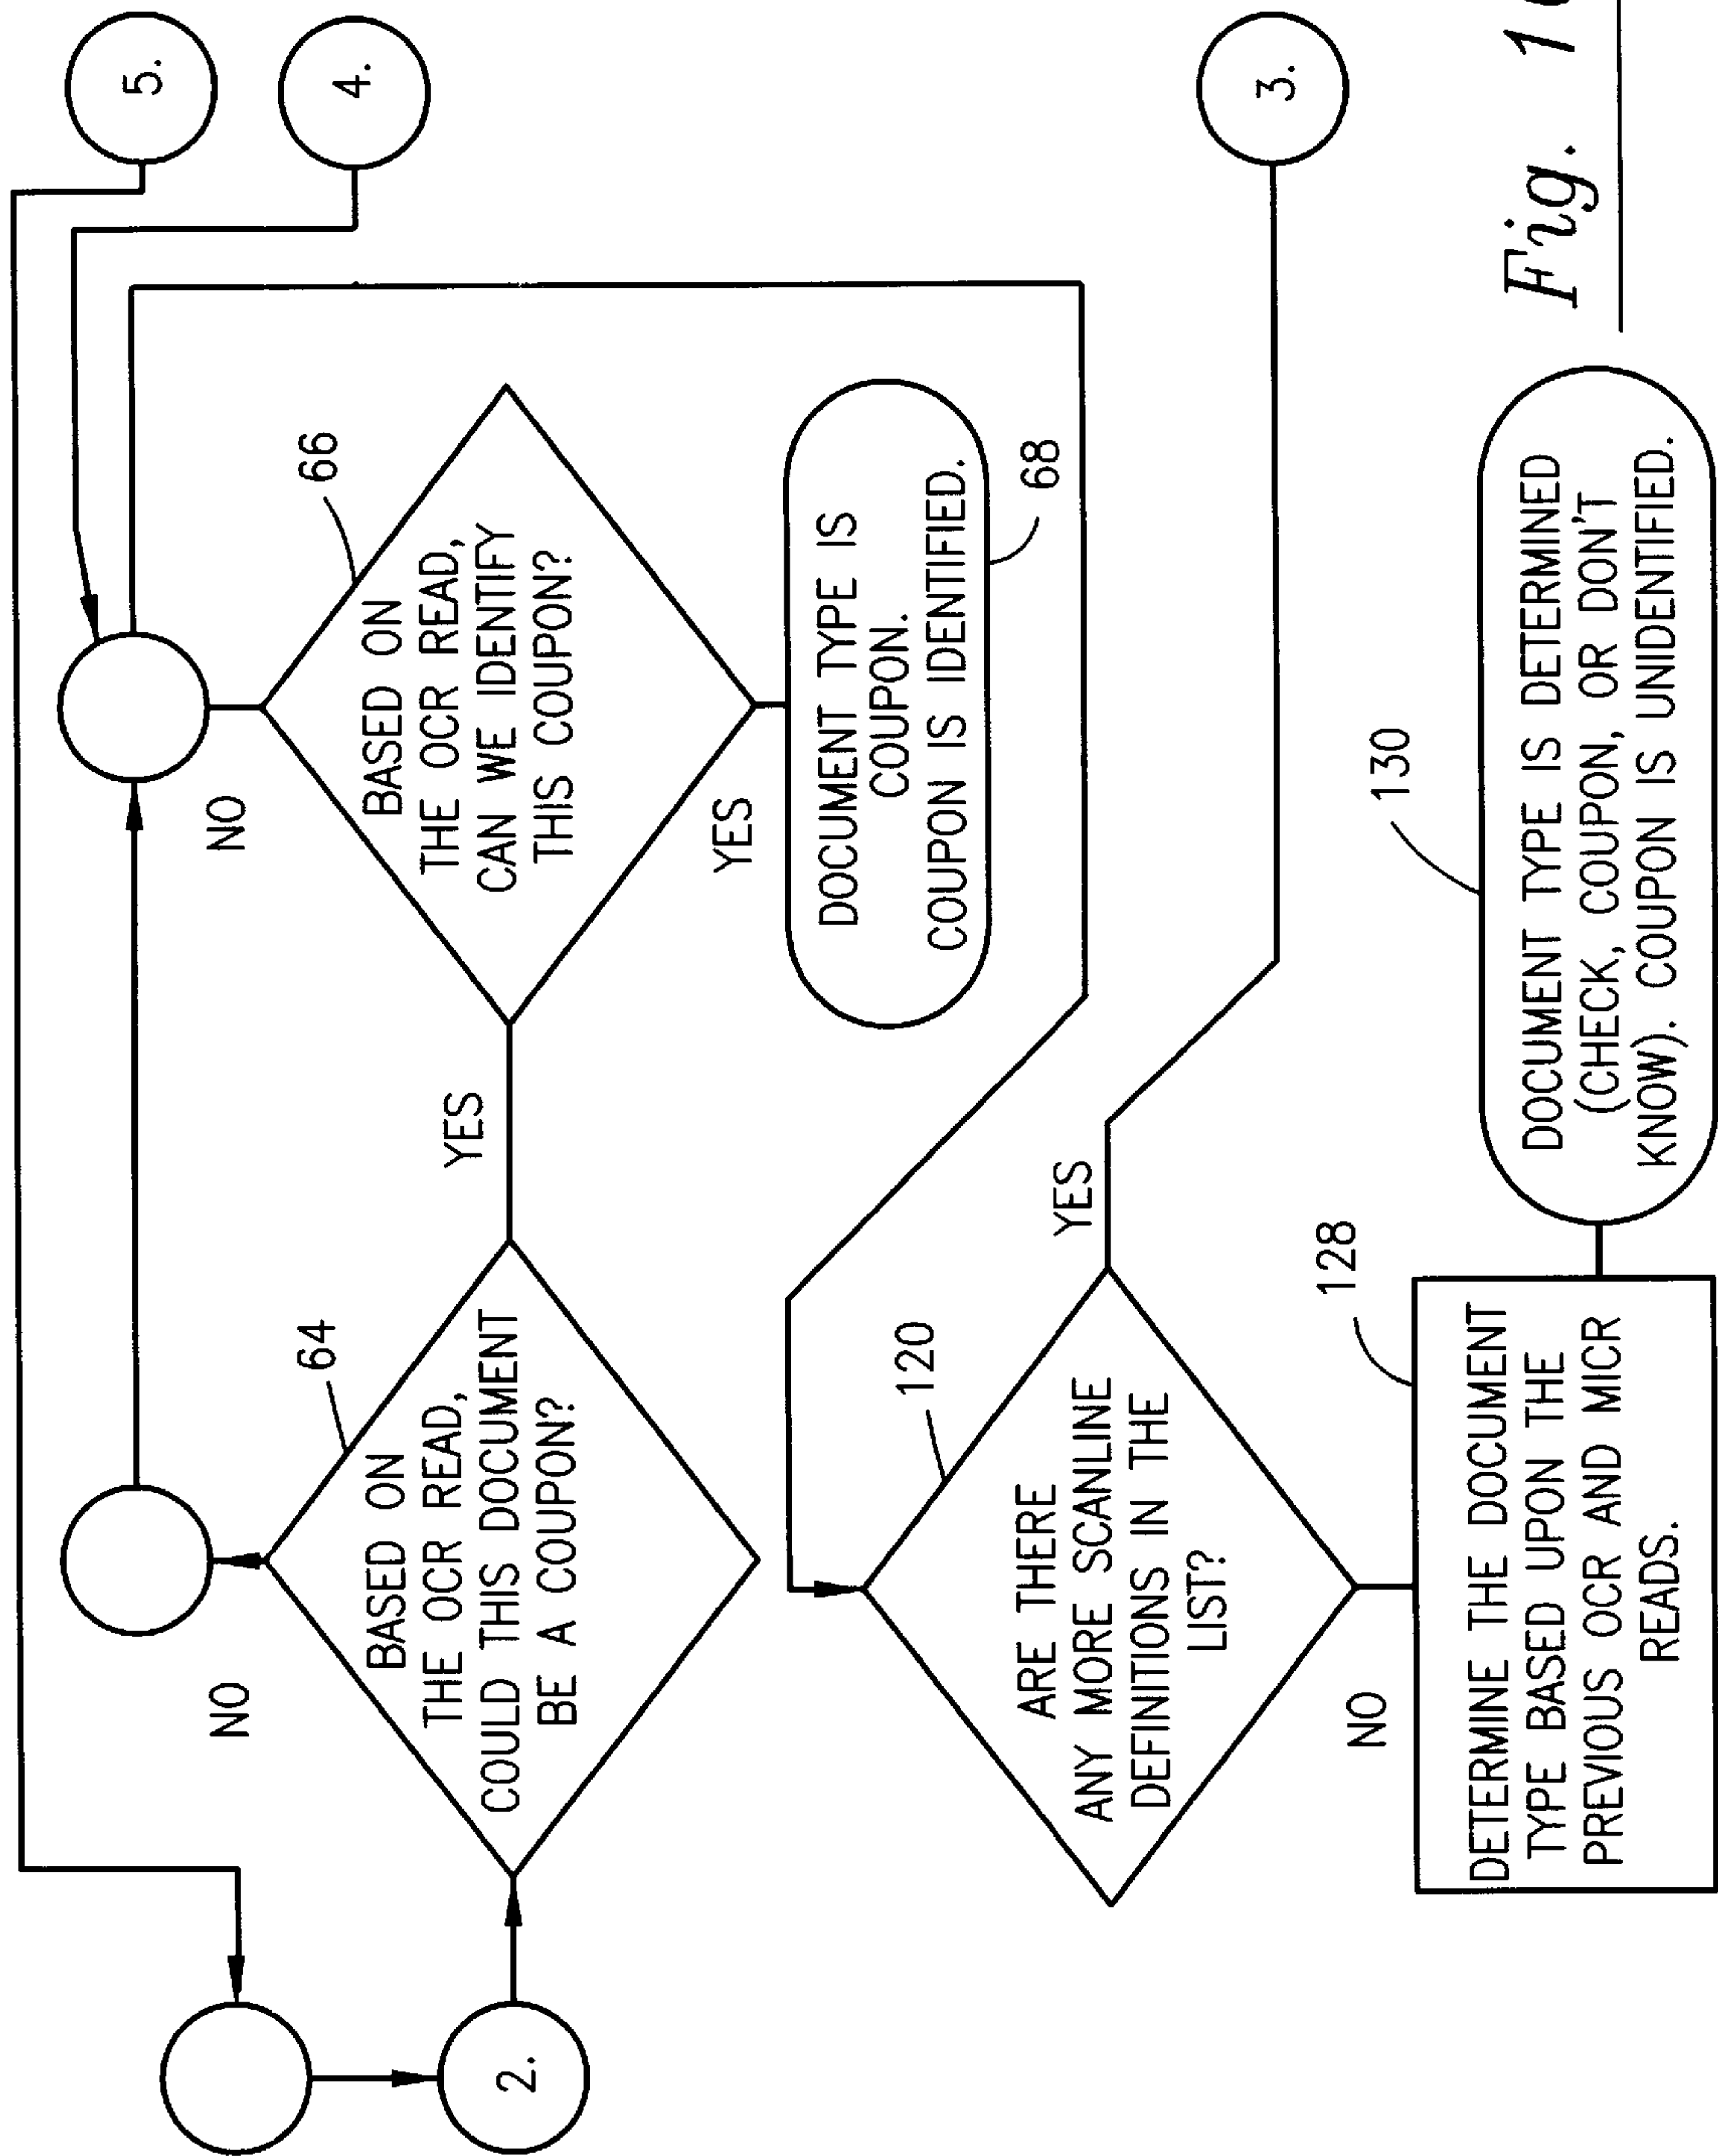 5.
4.
NO
NO
64
66
2.
BASED ON
THE OCR READ,
COULD THIS DOCUMENT
BE A COUPON?
YES
BASED ON
THE OCR READ,
CAN WE IDENTIFY
THIS COUPON?
YES
DOCUMENT TYPE IS
COUPON.
COUPON IS IDENTIFIED.
68
120
ARE THERE
ANY MORE SCANLINE
DEFINITIONS IN THE
LIST?
YES
3.
NO
128
130
DETERMINE THE DOCUMENT
TYPE BASED UPON THE
PREVIOUS OCR AND MICR
READS.
DOCUMENT TYPE IS DETERMINED
(CHECK, COUPON, OR DON'T
KNOW). COUPON IS UNIDENTIFIED.
Fig.